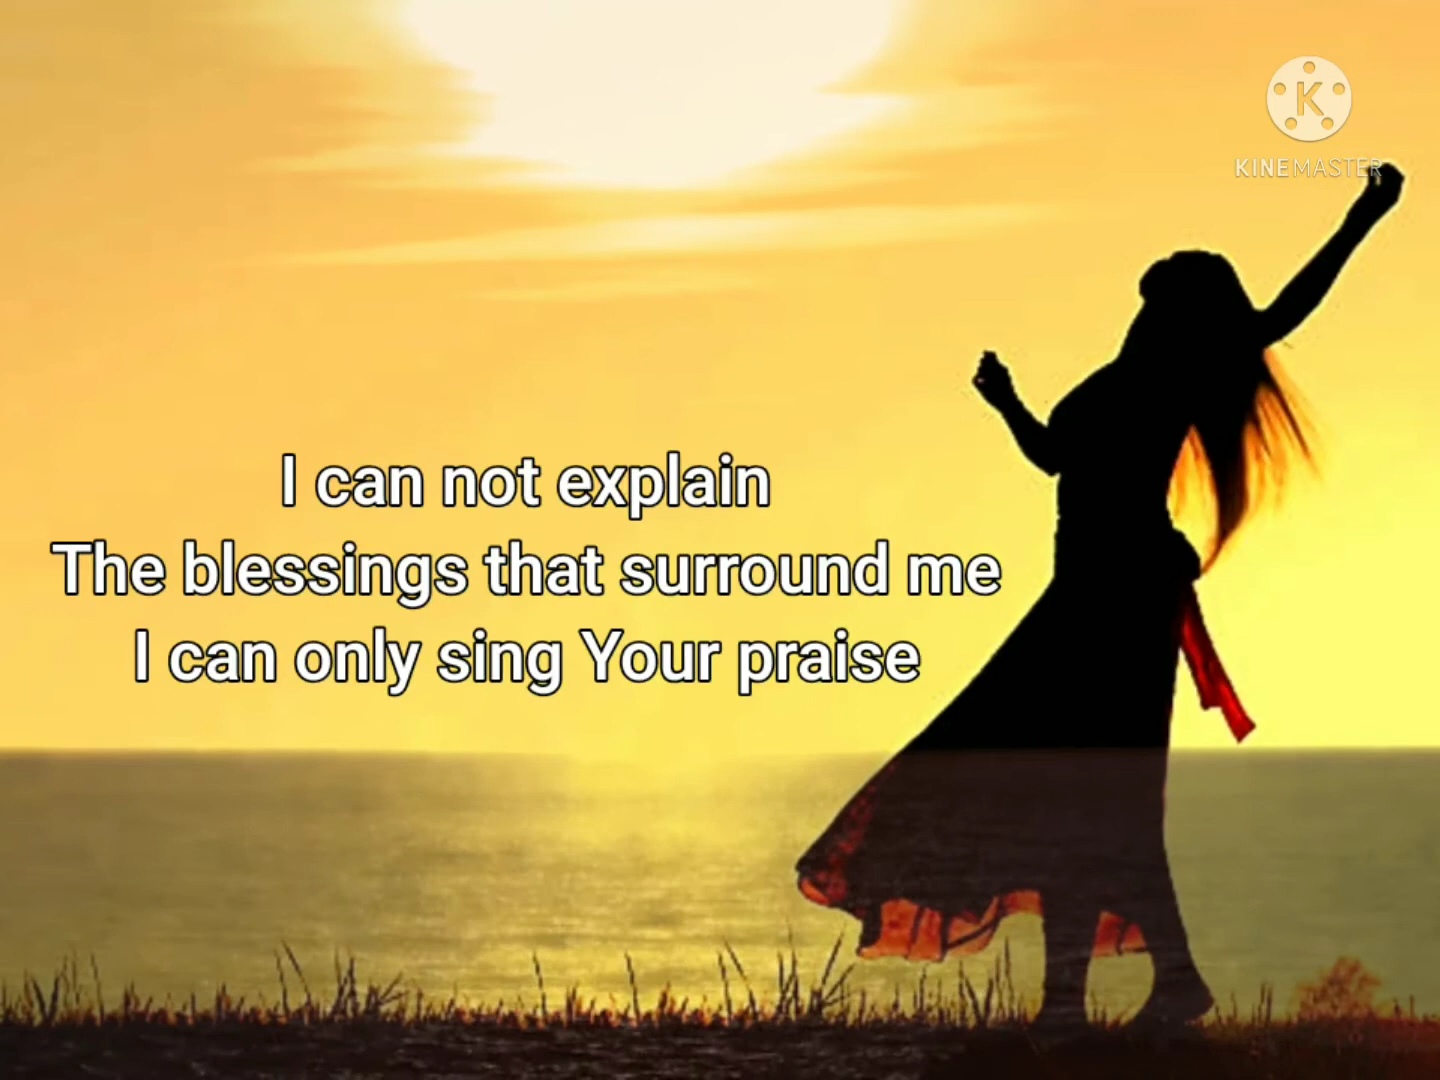 K
KINEMASTER
I can not explain
The blessings that surround me
I can only sing Your praise